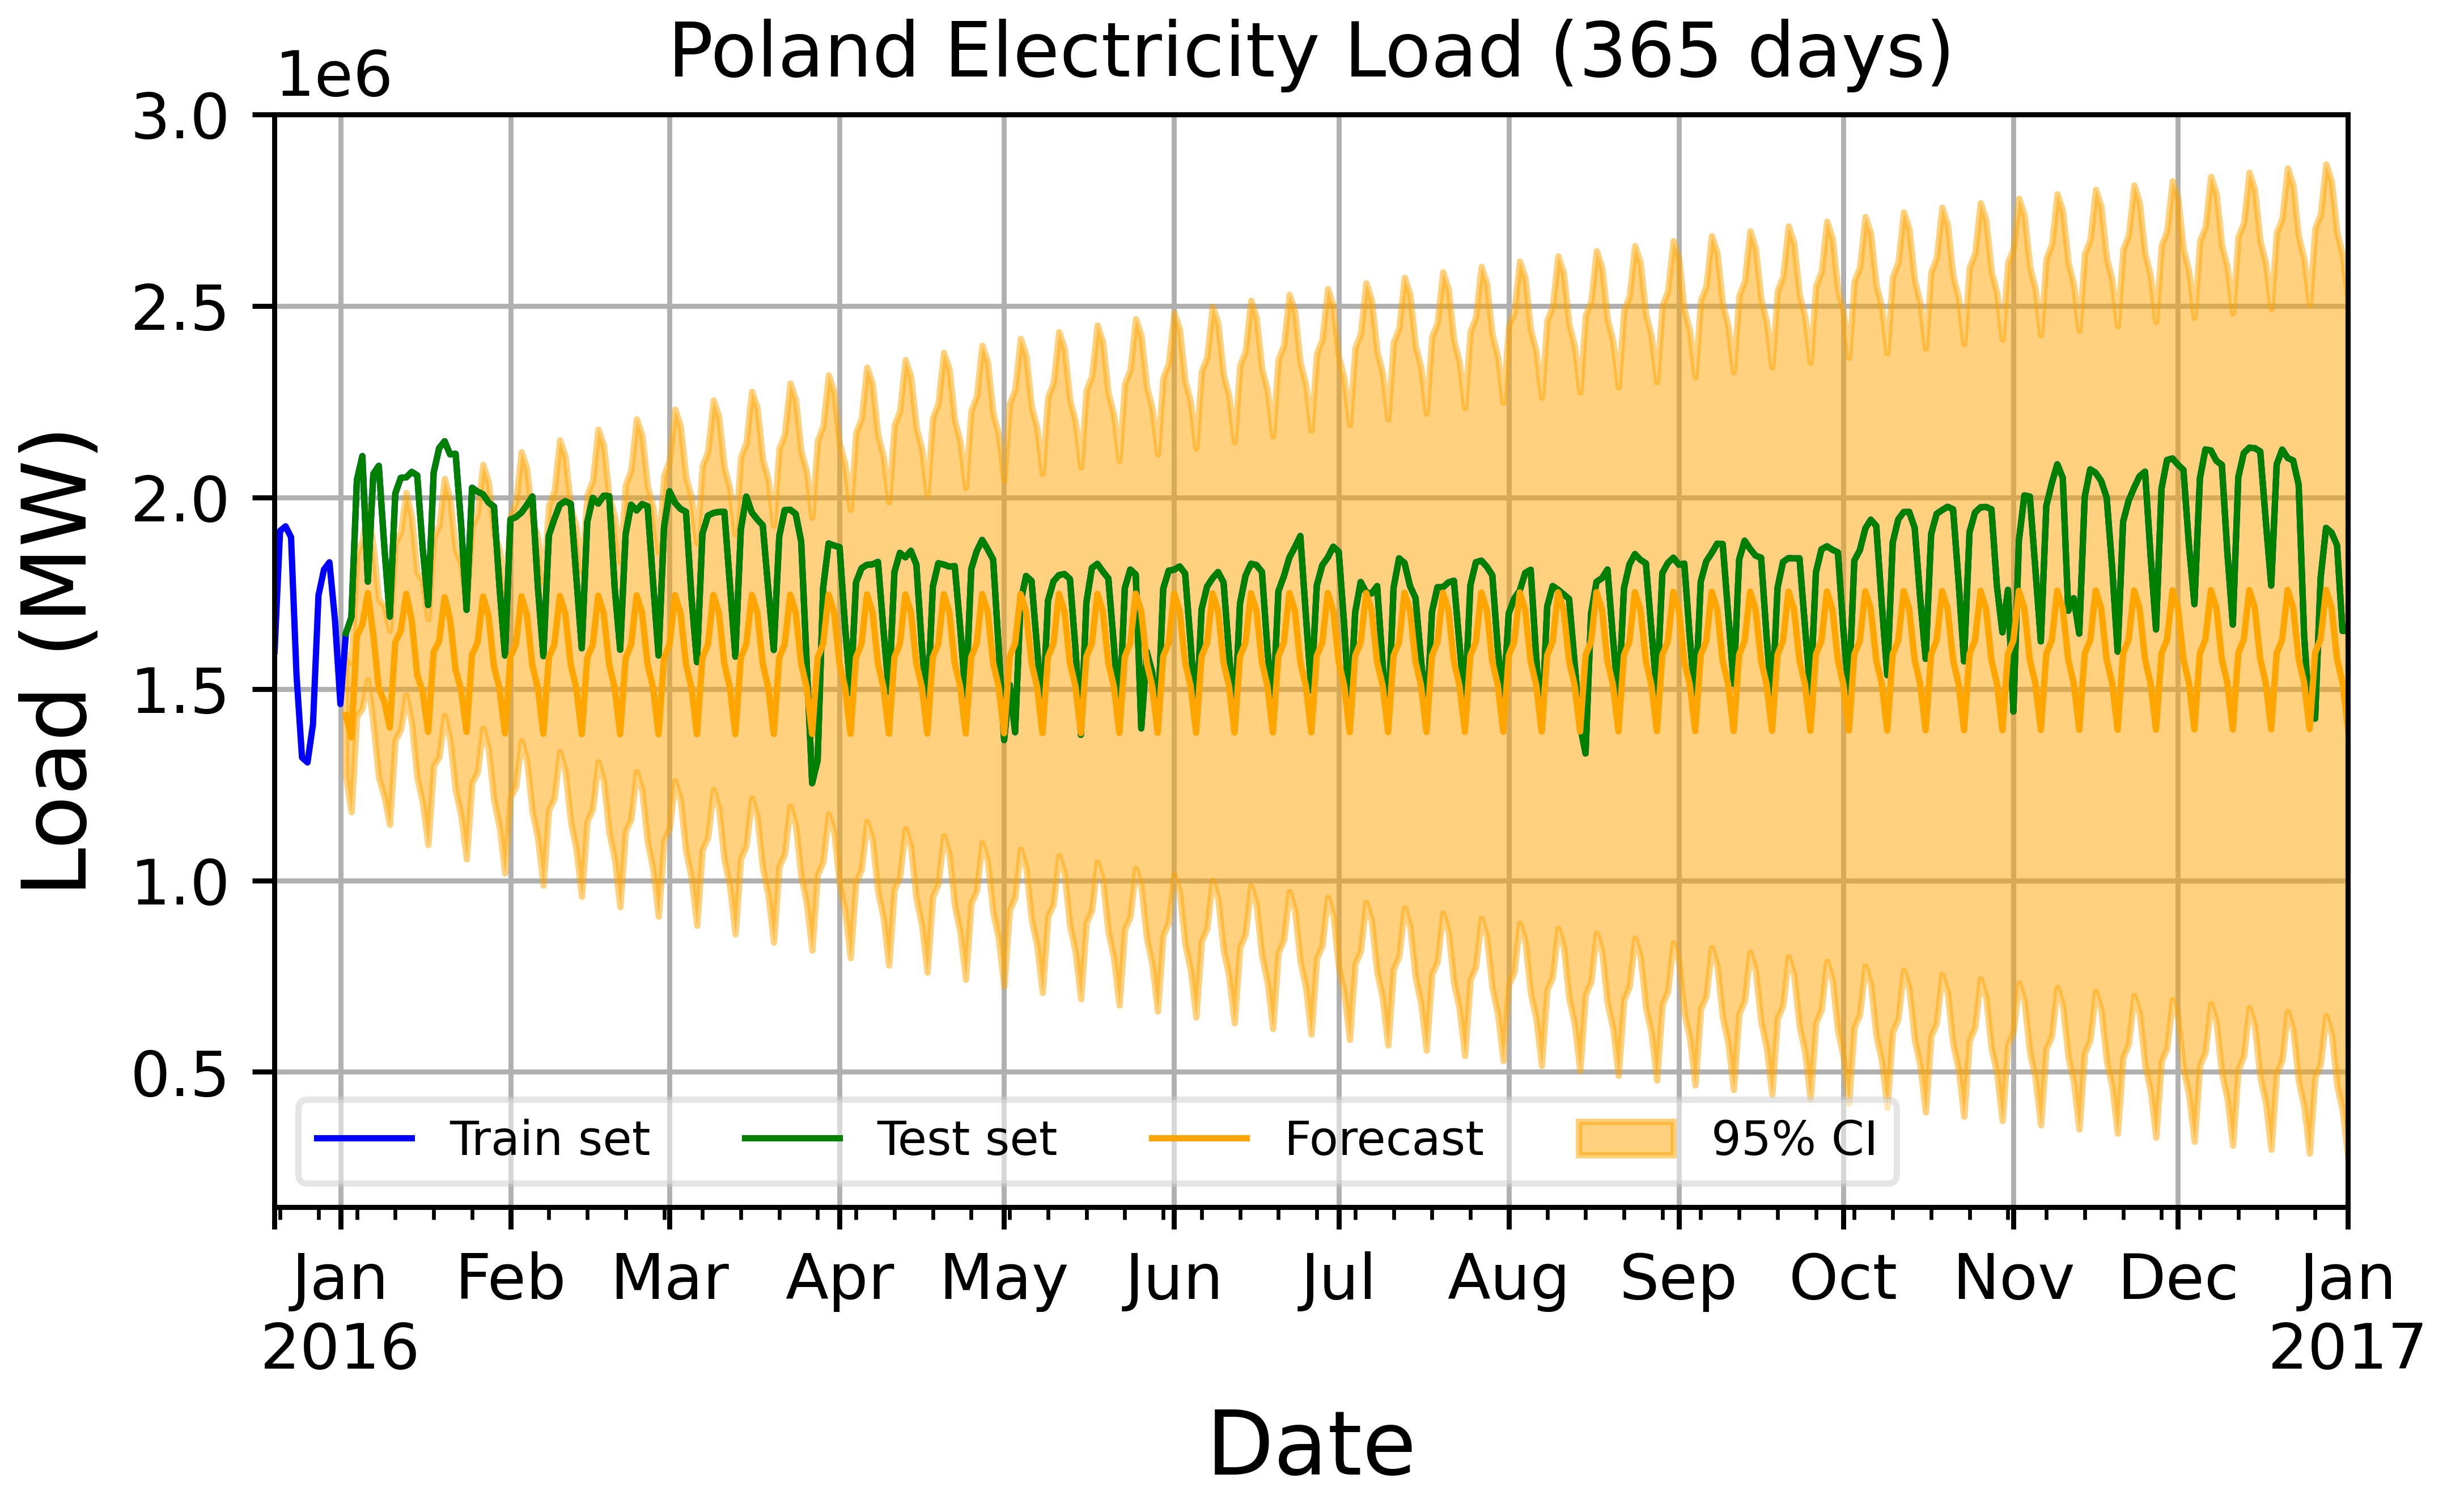 Poland Electricity Load (365 days)
1e6
3.0
2.5
2.0
1.5
1.0
0.5
Load (MW)
Train set Test set Forecast 95% CI
Jan Feb Mar Apr May Jun Jul Aug Sep Oct Nov Dec Jan
2016 2017
Date